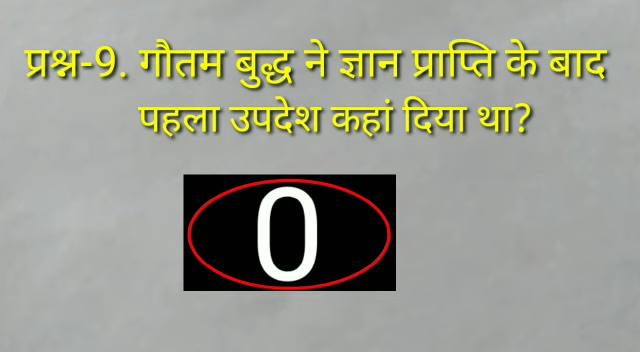 प्रश्न-9. गौतम बुद्ध ने ज्ञान प्राप्ति के बाद
पहला उपदेश कहां दिया था?
0